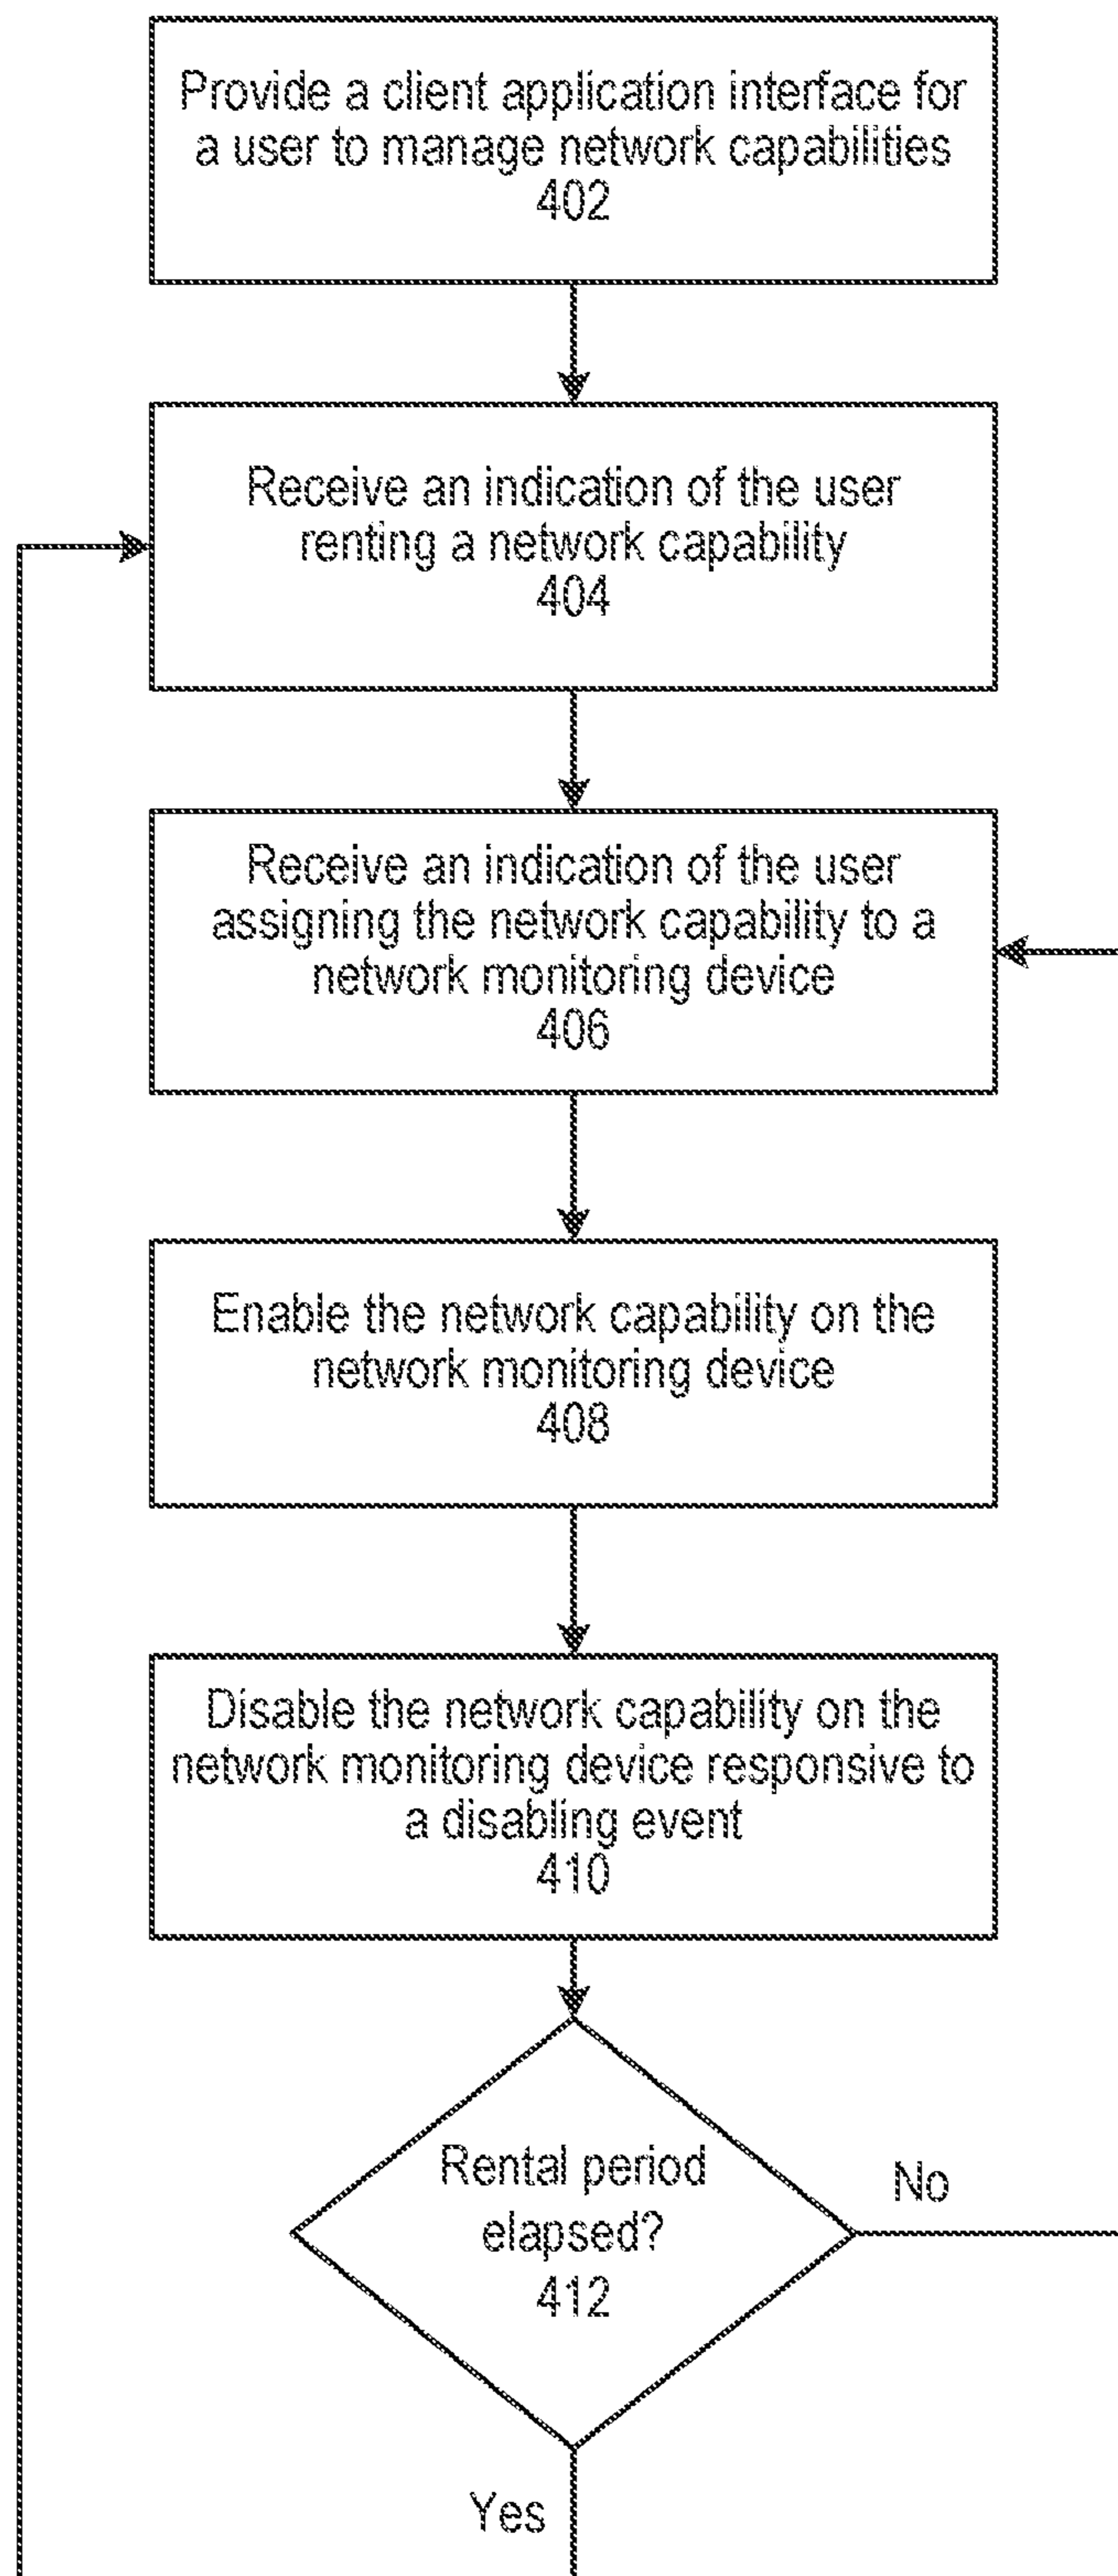 Provide a client application interface for
a user to manage network capabilities
402
Receive an indication of the user
renting a network capability
404
Receive an indication of the user
assigning the network capability to a
network monitoring device
406
Enable the network capability on the
network monitoring device
408
Disable the network capability on the
network monitoring device responsive to
a disabling event
410
Rental period
elapsed?
412
No
Yes